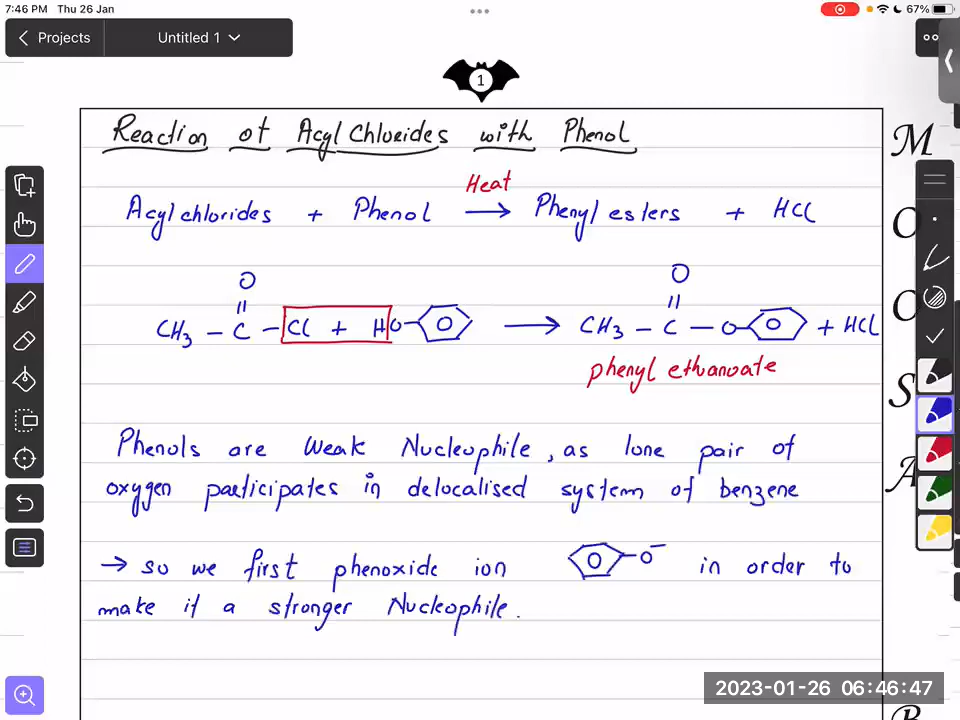 7:46 PM Thu 26 Jan
67%
Projects
Untitled 1
1
Reaction of Acyl Chlorides with Phenol
Heat
Acylchlorides + Phenol → Phenyl esters + HCl
O O
|| ||
CH3 – C – Cl + HO– → CH3 – C – O– + HCl
phenyl ethanoate
Phenols are weak Nucleophile, as lone pair of
oxygen participates in delocalised system of benzene
→ so we first phenoxide ion –O⁻ in order to
make it a stronger Nucleophile.
M
O
O
S
A
B
2023-01-26 06:46:47